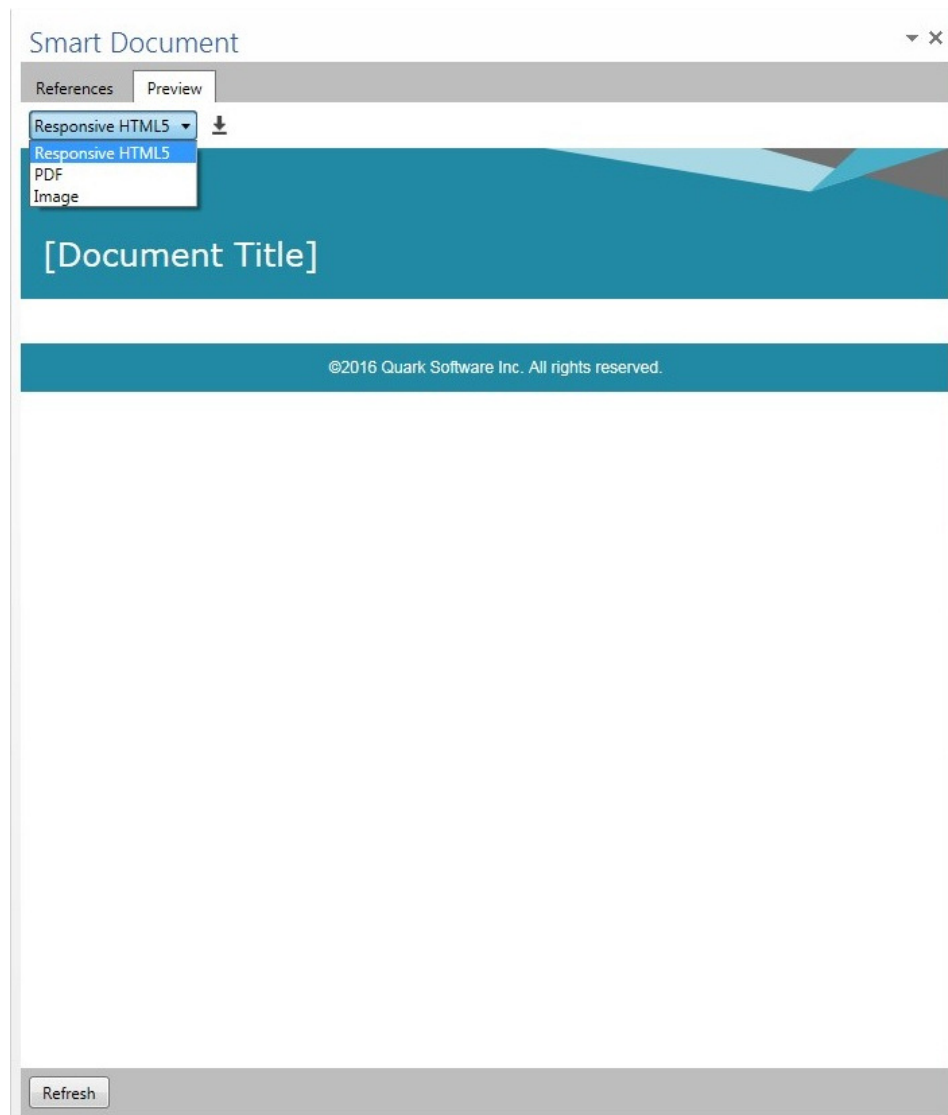 Smart Document
References Preview
Responsive HTML5
Responsive HTML5
PDF
Image
[Document Title]
©2016 Quark Software Inc. All rights reserved.
Refresh